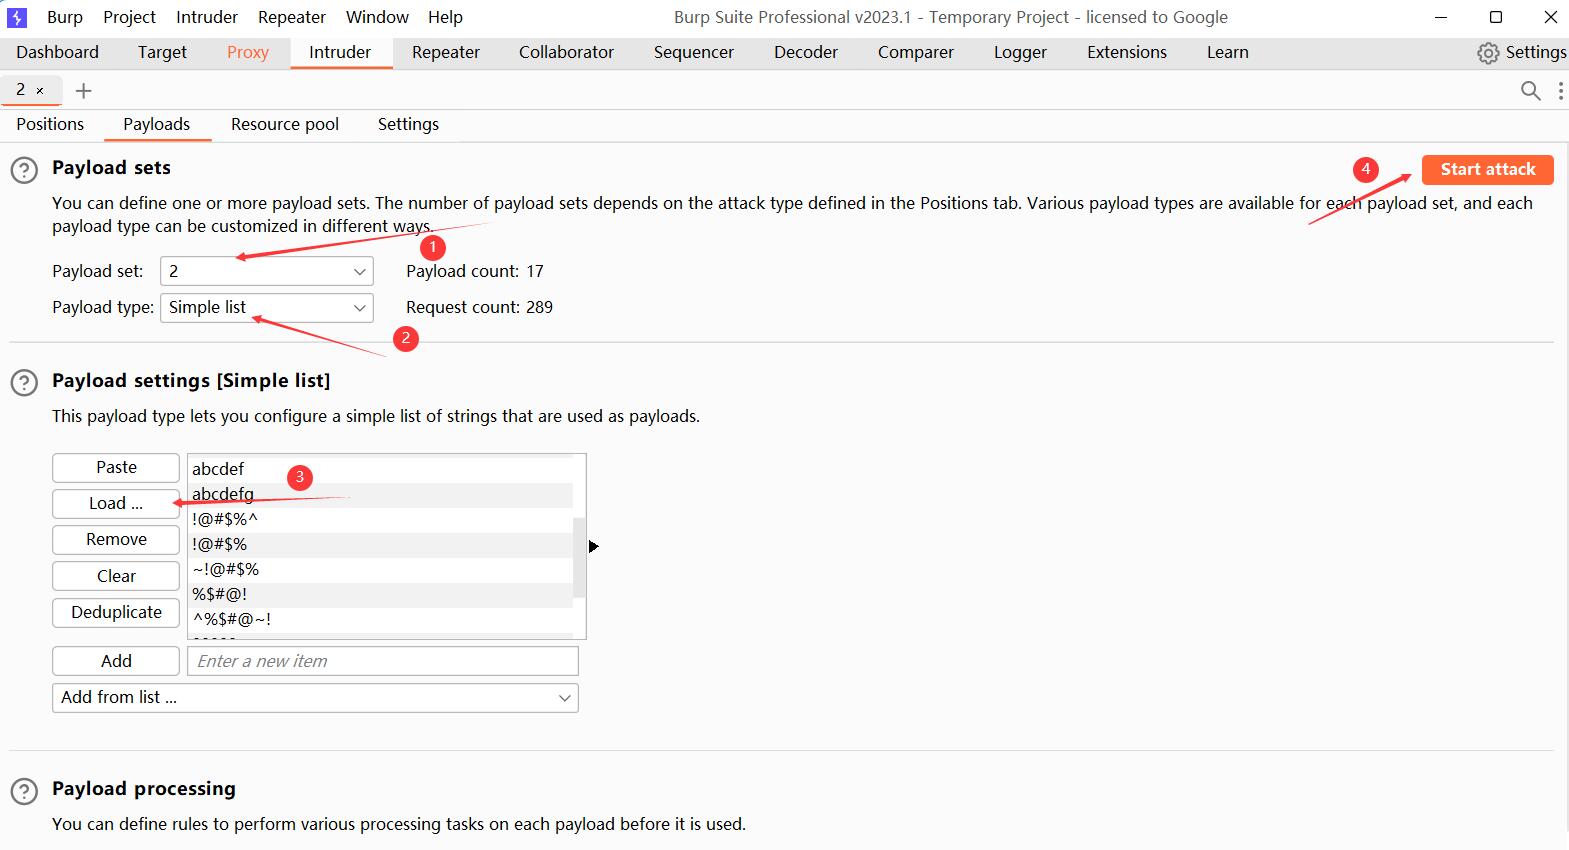 Burp Project Intruder Repeater Window Help Burp Suite Professional v2023.1 - Temporary Project - licensed to Google
Dashboard Target Proxy Intruder Repeater Collaborator Sequencer Decoder Comparer Logger Extensions Learn Settings
2 × +
Positions Payloads Resource pool Settings
? Payload sets 4 Start attack
You can define one or more payload sets. The number of payload sets depends on the attack type defined in the Positions tab. Various payload types are available for each payload set, and each
payload type can be customized in different ways.
1
Payload set: 2 Payload count: 17
Payload type: Simple list Request count: 289
2
? Payload settings [Simple list]
This payload type lets you configure a simple list of strings that are used as payloads.
Paste abcdef
3
Load ... abcdefg
!@#$%^
Remove !@#$%
~!@#$%
Clear %$#@!
Deduplicate ^%$#@~!
Add Enter a new item
Add from list ...
? Payload processing
You can define rules to perform various processing tasks on each payload before it is used.